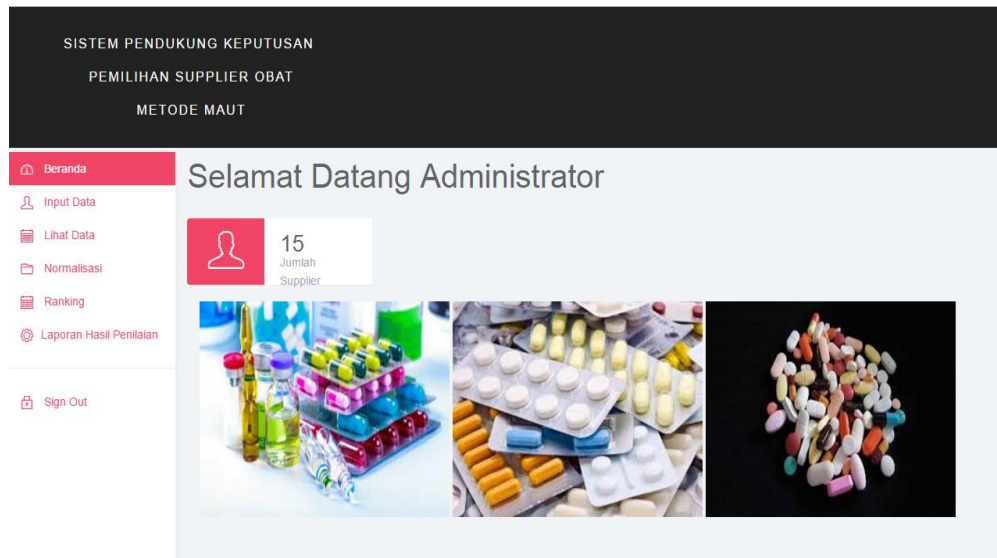 SISTEM PENDUKUNG KEPUTUSAN
PEMILIHAN SUPPLIER OBAT
METODE MAUT
Beranda
Input Data
Lihat Data
Normalisasi
Ranking
Laporan Hasil Penilaian
Sign Out
Selamat Datang Administrator
15
Jumlah
Supplier